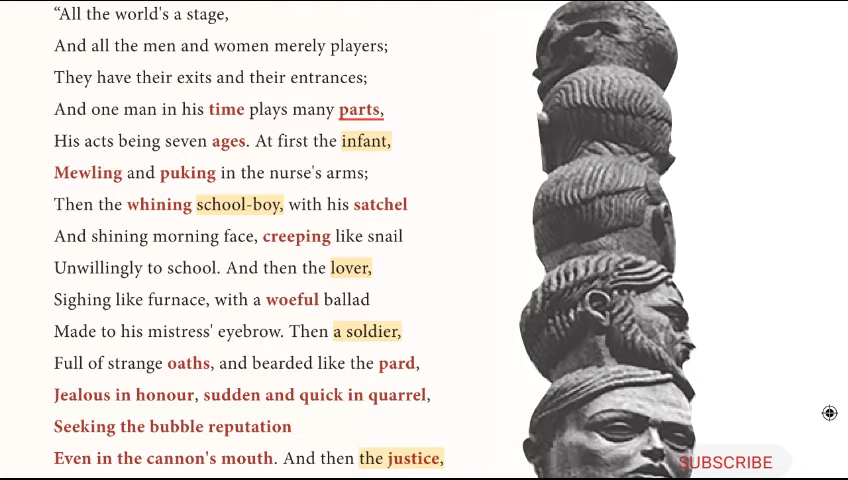 “All the world's a stage,
And all the men and women merely players;
They have their exits and their entrances;
And one man in his time plays many parts,
His acts being seven ages. At first the infant,
Mewling and puking in the nurse's arms;
Then the whining school-boy, with his satchel
And shining morning face, creeping like snail
Unwillingly to school. And then the lover,
Sighing like furnace, with a woeful ballad
Made to his mistress' eyebrow. Then a soldier,
Full of strange oaths, and bearded like the pard,
Jealous in honour, sudden and quick in quarrel,
Seeking the bubble reputation
Even in the cannon's mouth. And then the justice,
SUBSCRIBE